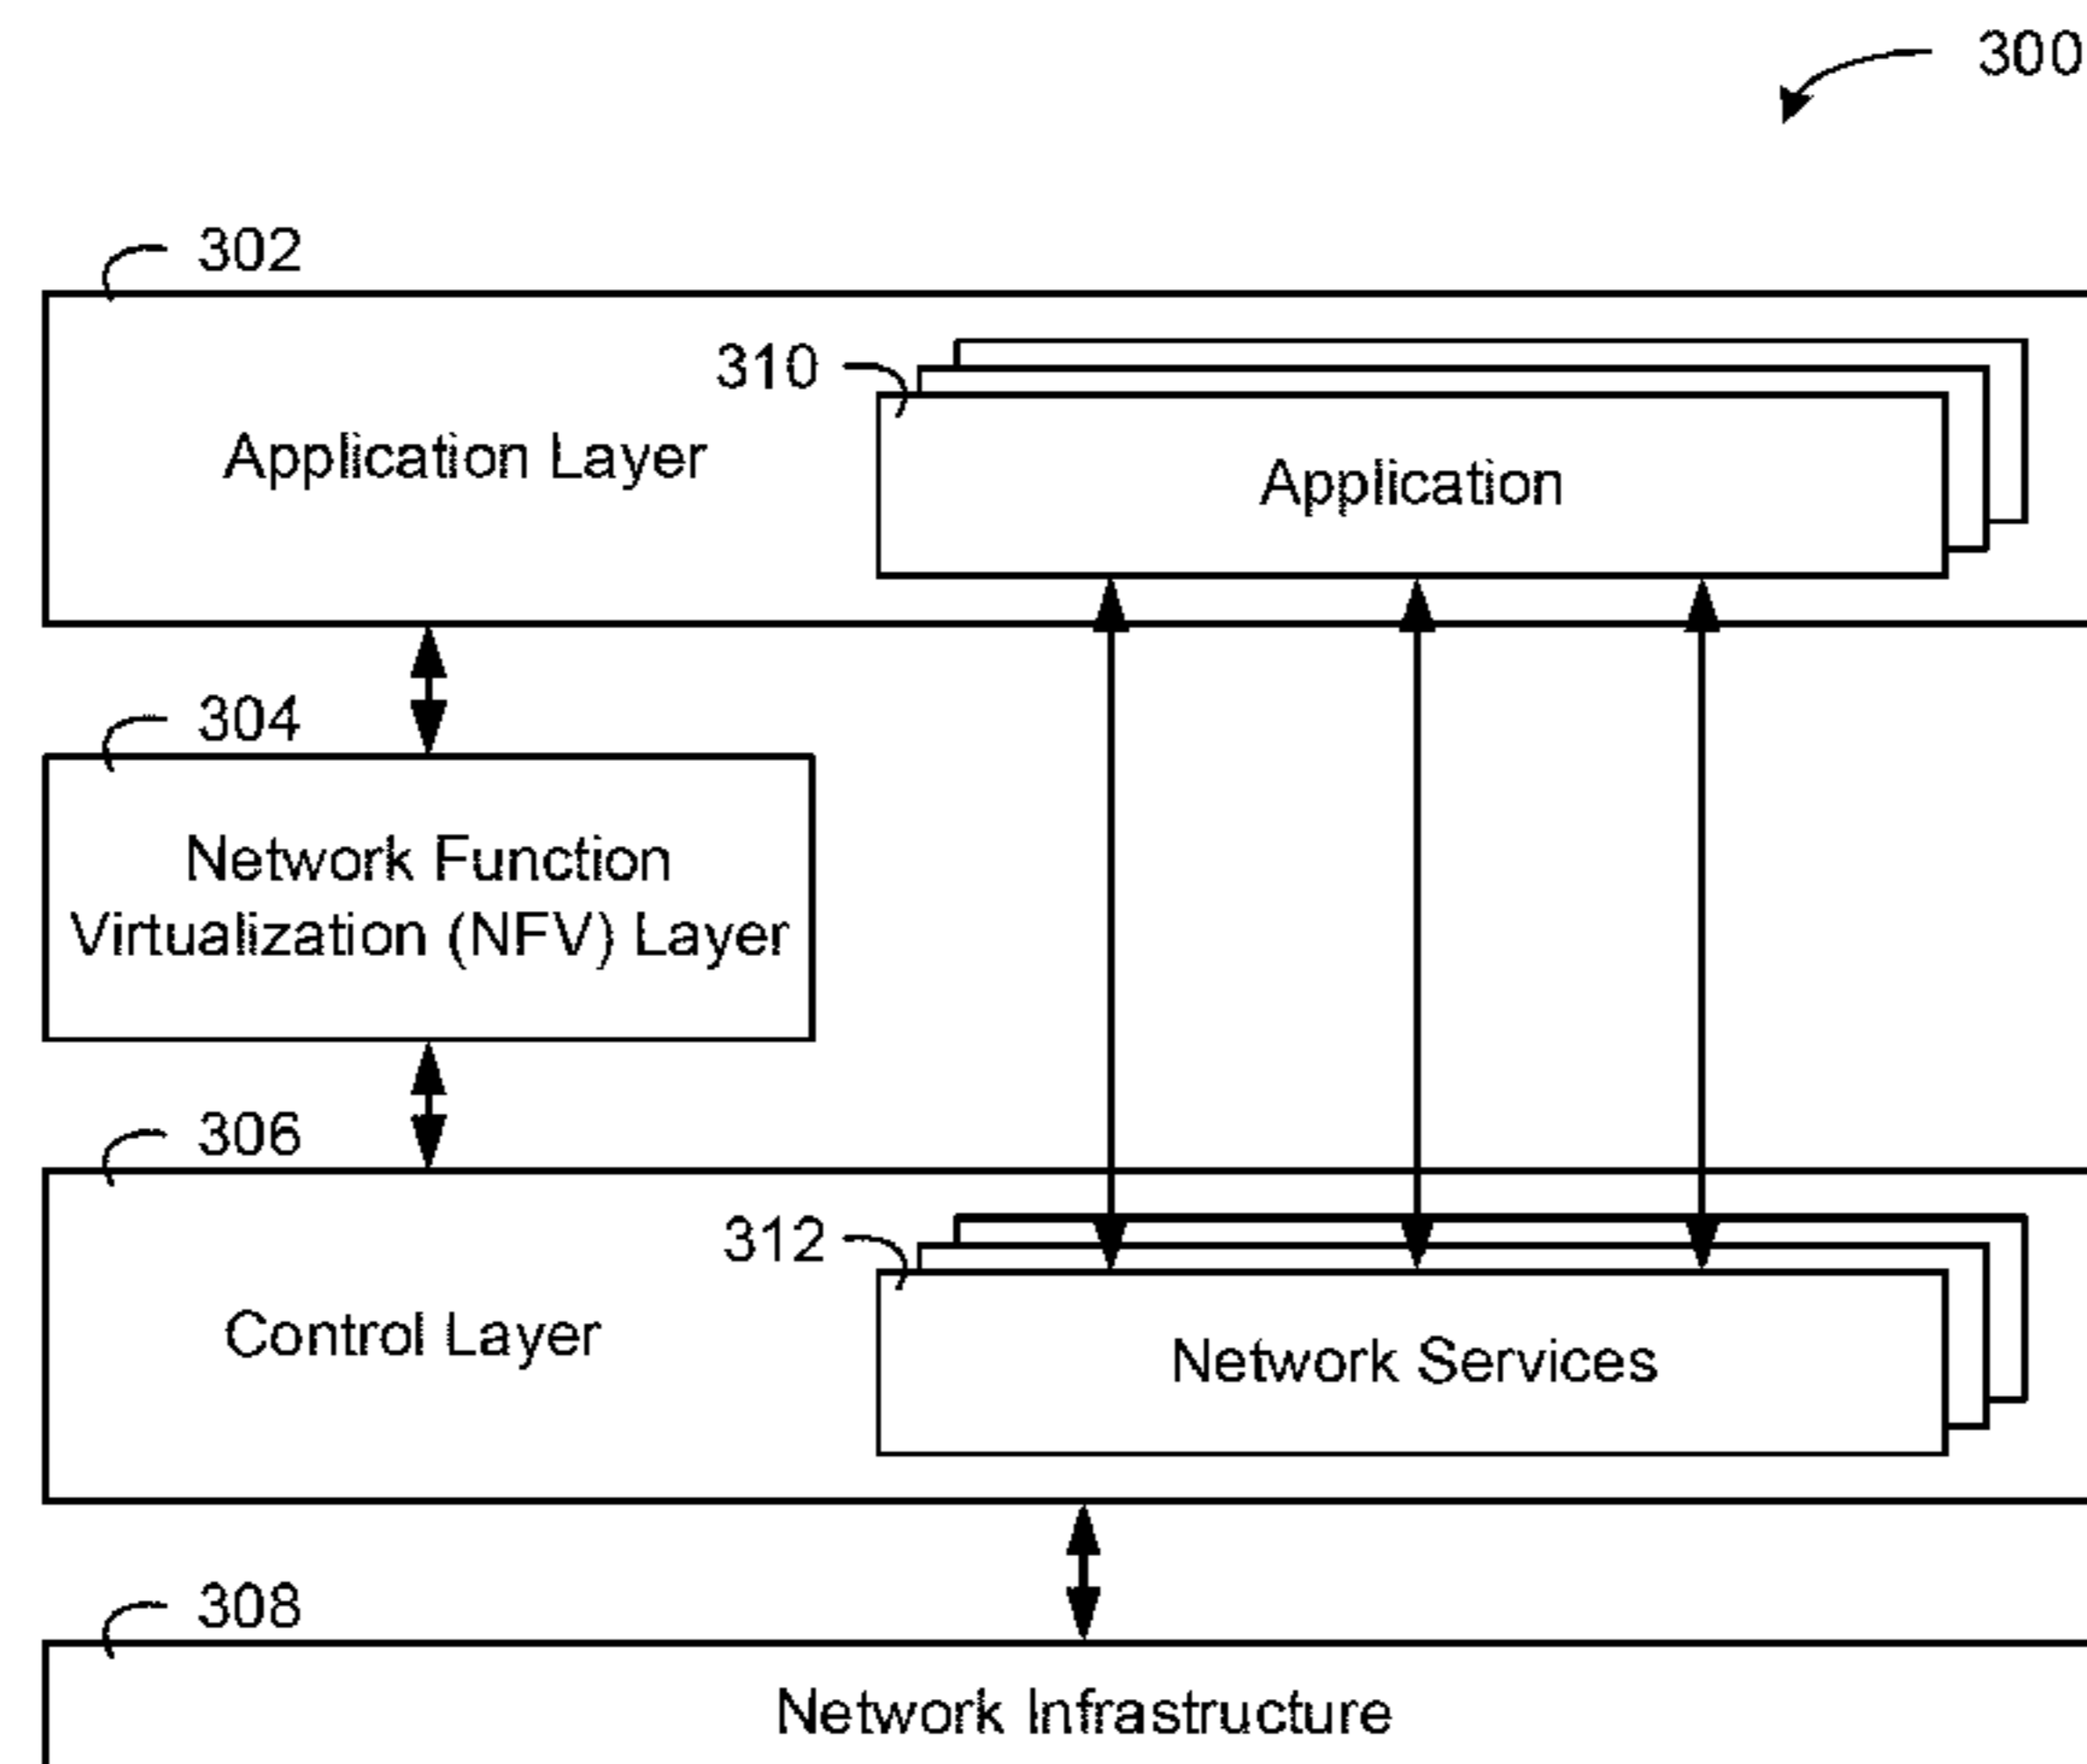 300
302
310
Application Layer
Application
304
Network Function
Virtualization (NFV) Layer
306
312
Control Layer
Network Services
308
Network Infrastructure